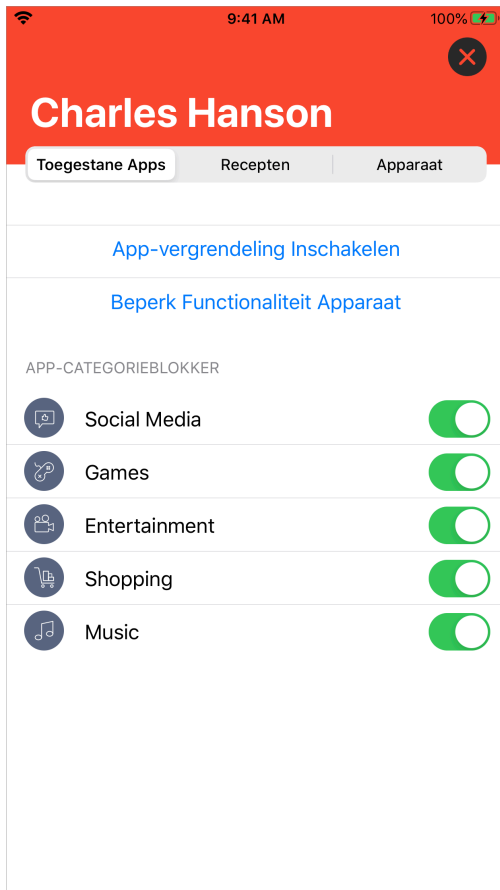 9:41 AM
100%
Charles Hanson
Toegestane Apps
Recepten
Apparaat
App-vergrendeling Inschakelen
Beperk Functionaliteit Apparaat
APP-CATEGORIEBLOKKER
Social Media
Games
Entertainment
Shopping
Music